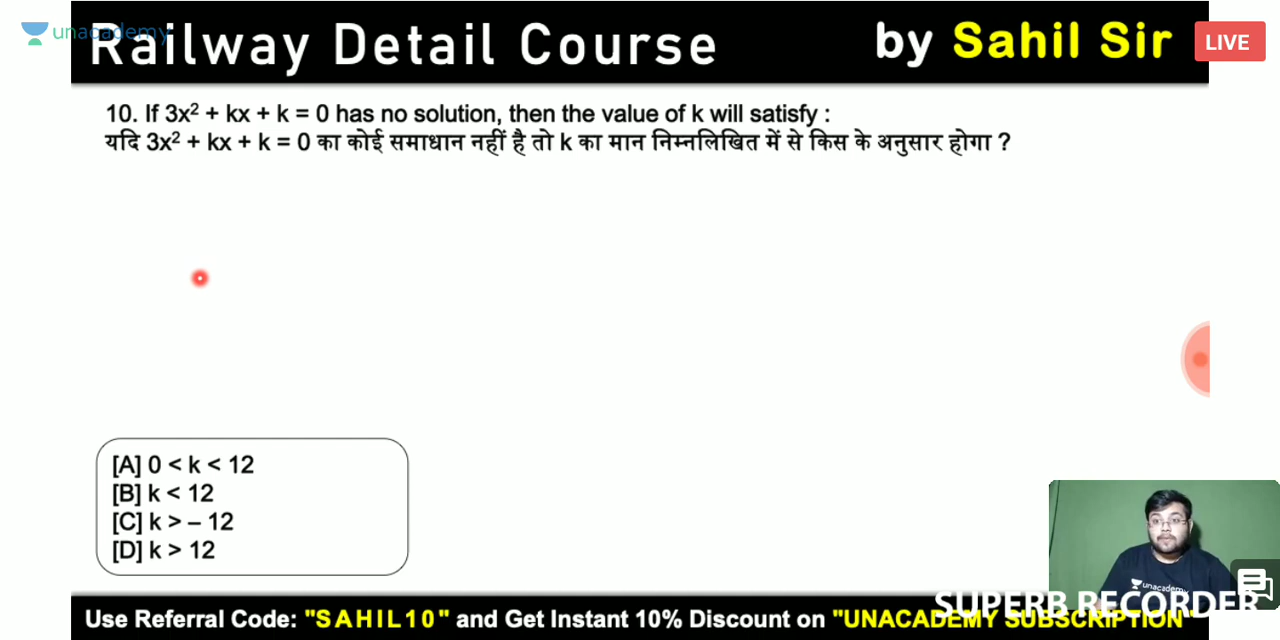 unacademy
Railway Detail Course
by Sahil Sir
LIVE
10. If 3x² + kx + k = 0 has no solution, then the value of k will satisfy :
यदि 3x² + kx + k = 0 का कोई समाधान नहीं है तो k का मान निम्नलिखित में से किस के अनुसार होगा ?
[A] 0 < k < 12
[B] k < 12
[C] k > – 12
[D] k > 12
unacademy
SUPERB RECORDER
Use Referral Code: "SAHIL10" and Get Instant 10% Discount on "UNACADEMY SUBSCRIPTION"